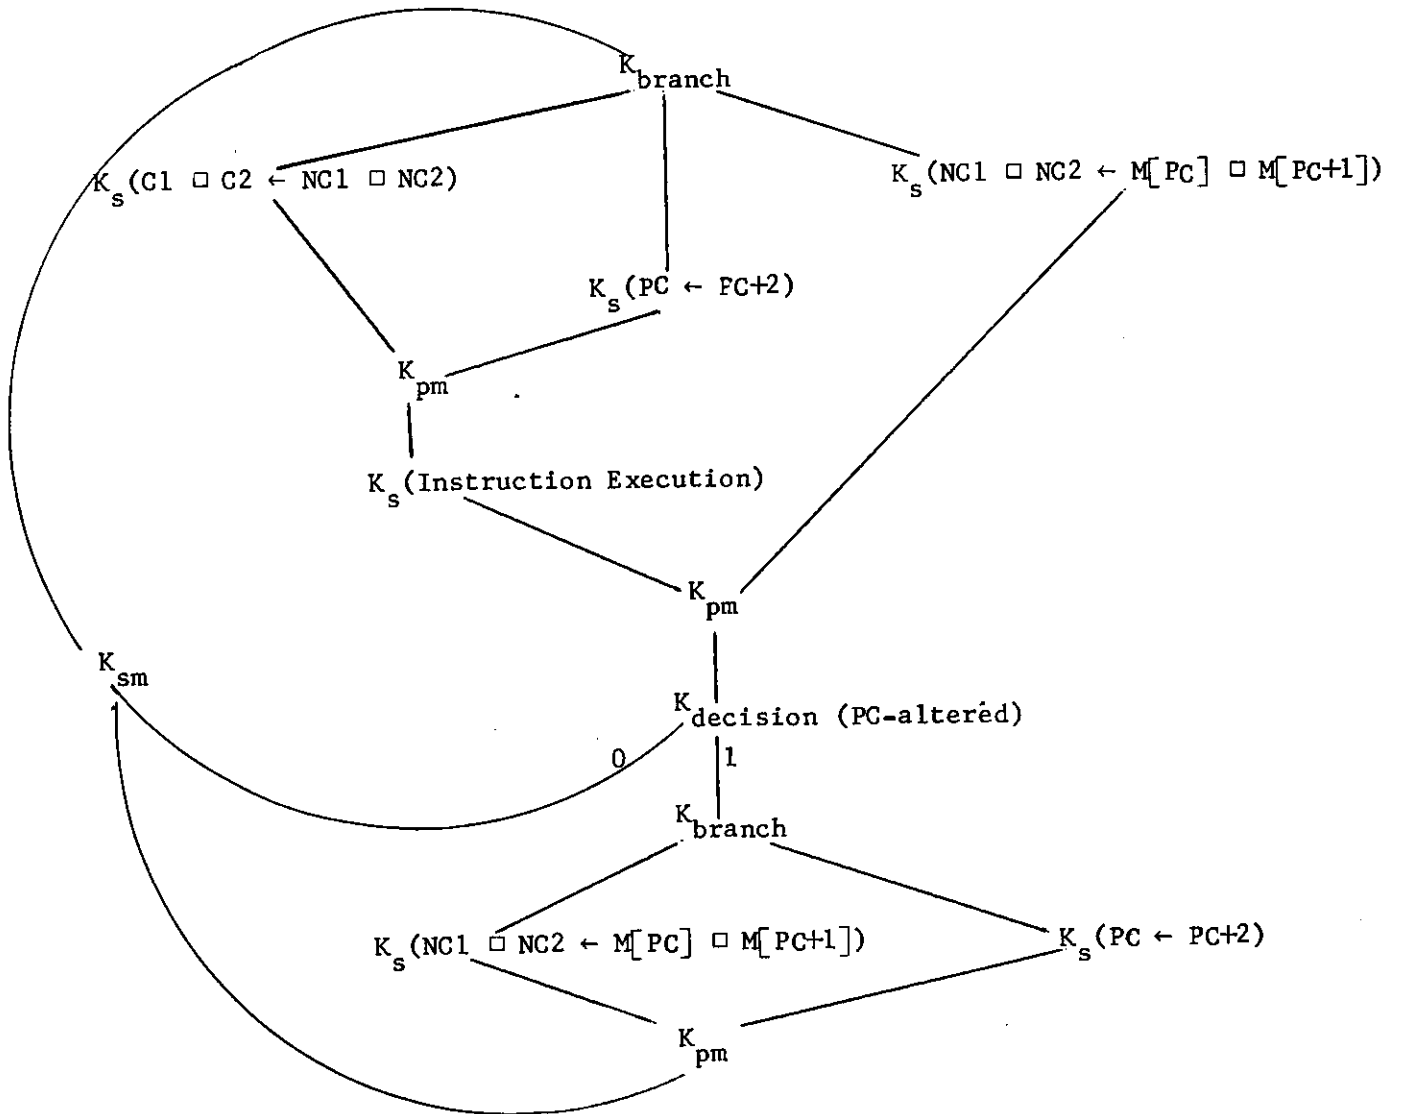 K_branch
K_s(C1 □ C2 ← NC1 □ NC2)
K_s(NC1 □ NC2 ← M[PC] □ M[PC+1])
K_s(PC ← PC+2)
K_pm
K_s(Instruction Execution)
K_pm
K_sm
K_decision (PC-altered)
0
1
K_branch
K_s(NC1 □ NC2 ← M[PC] □ M[PC+1])
K_s(PC ← PC+2)
K_pm